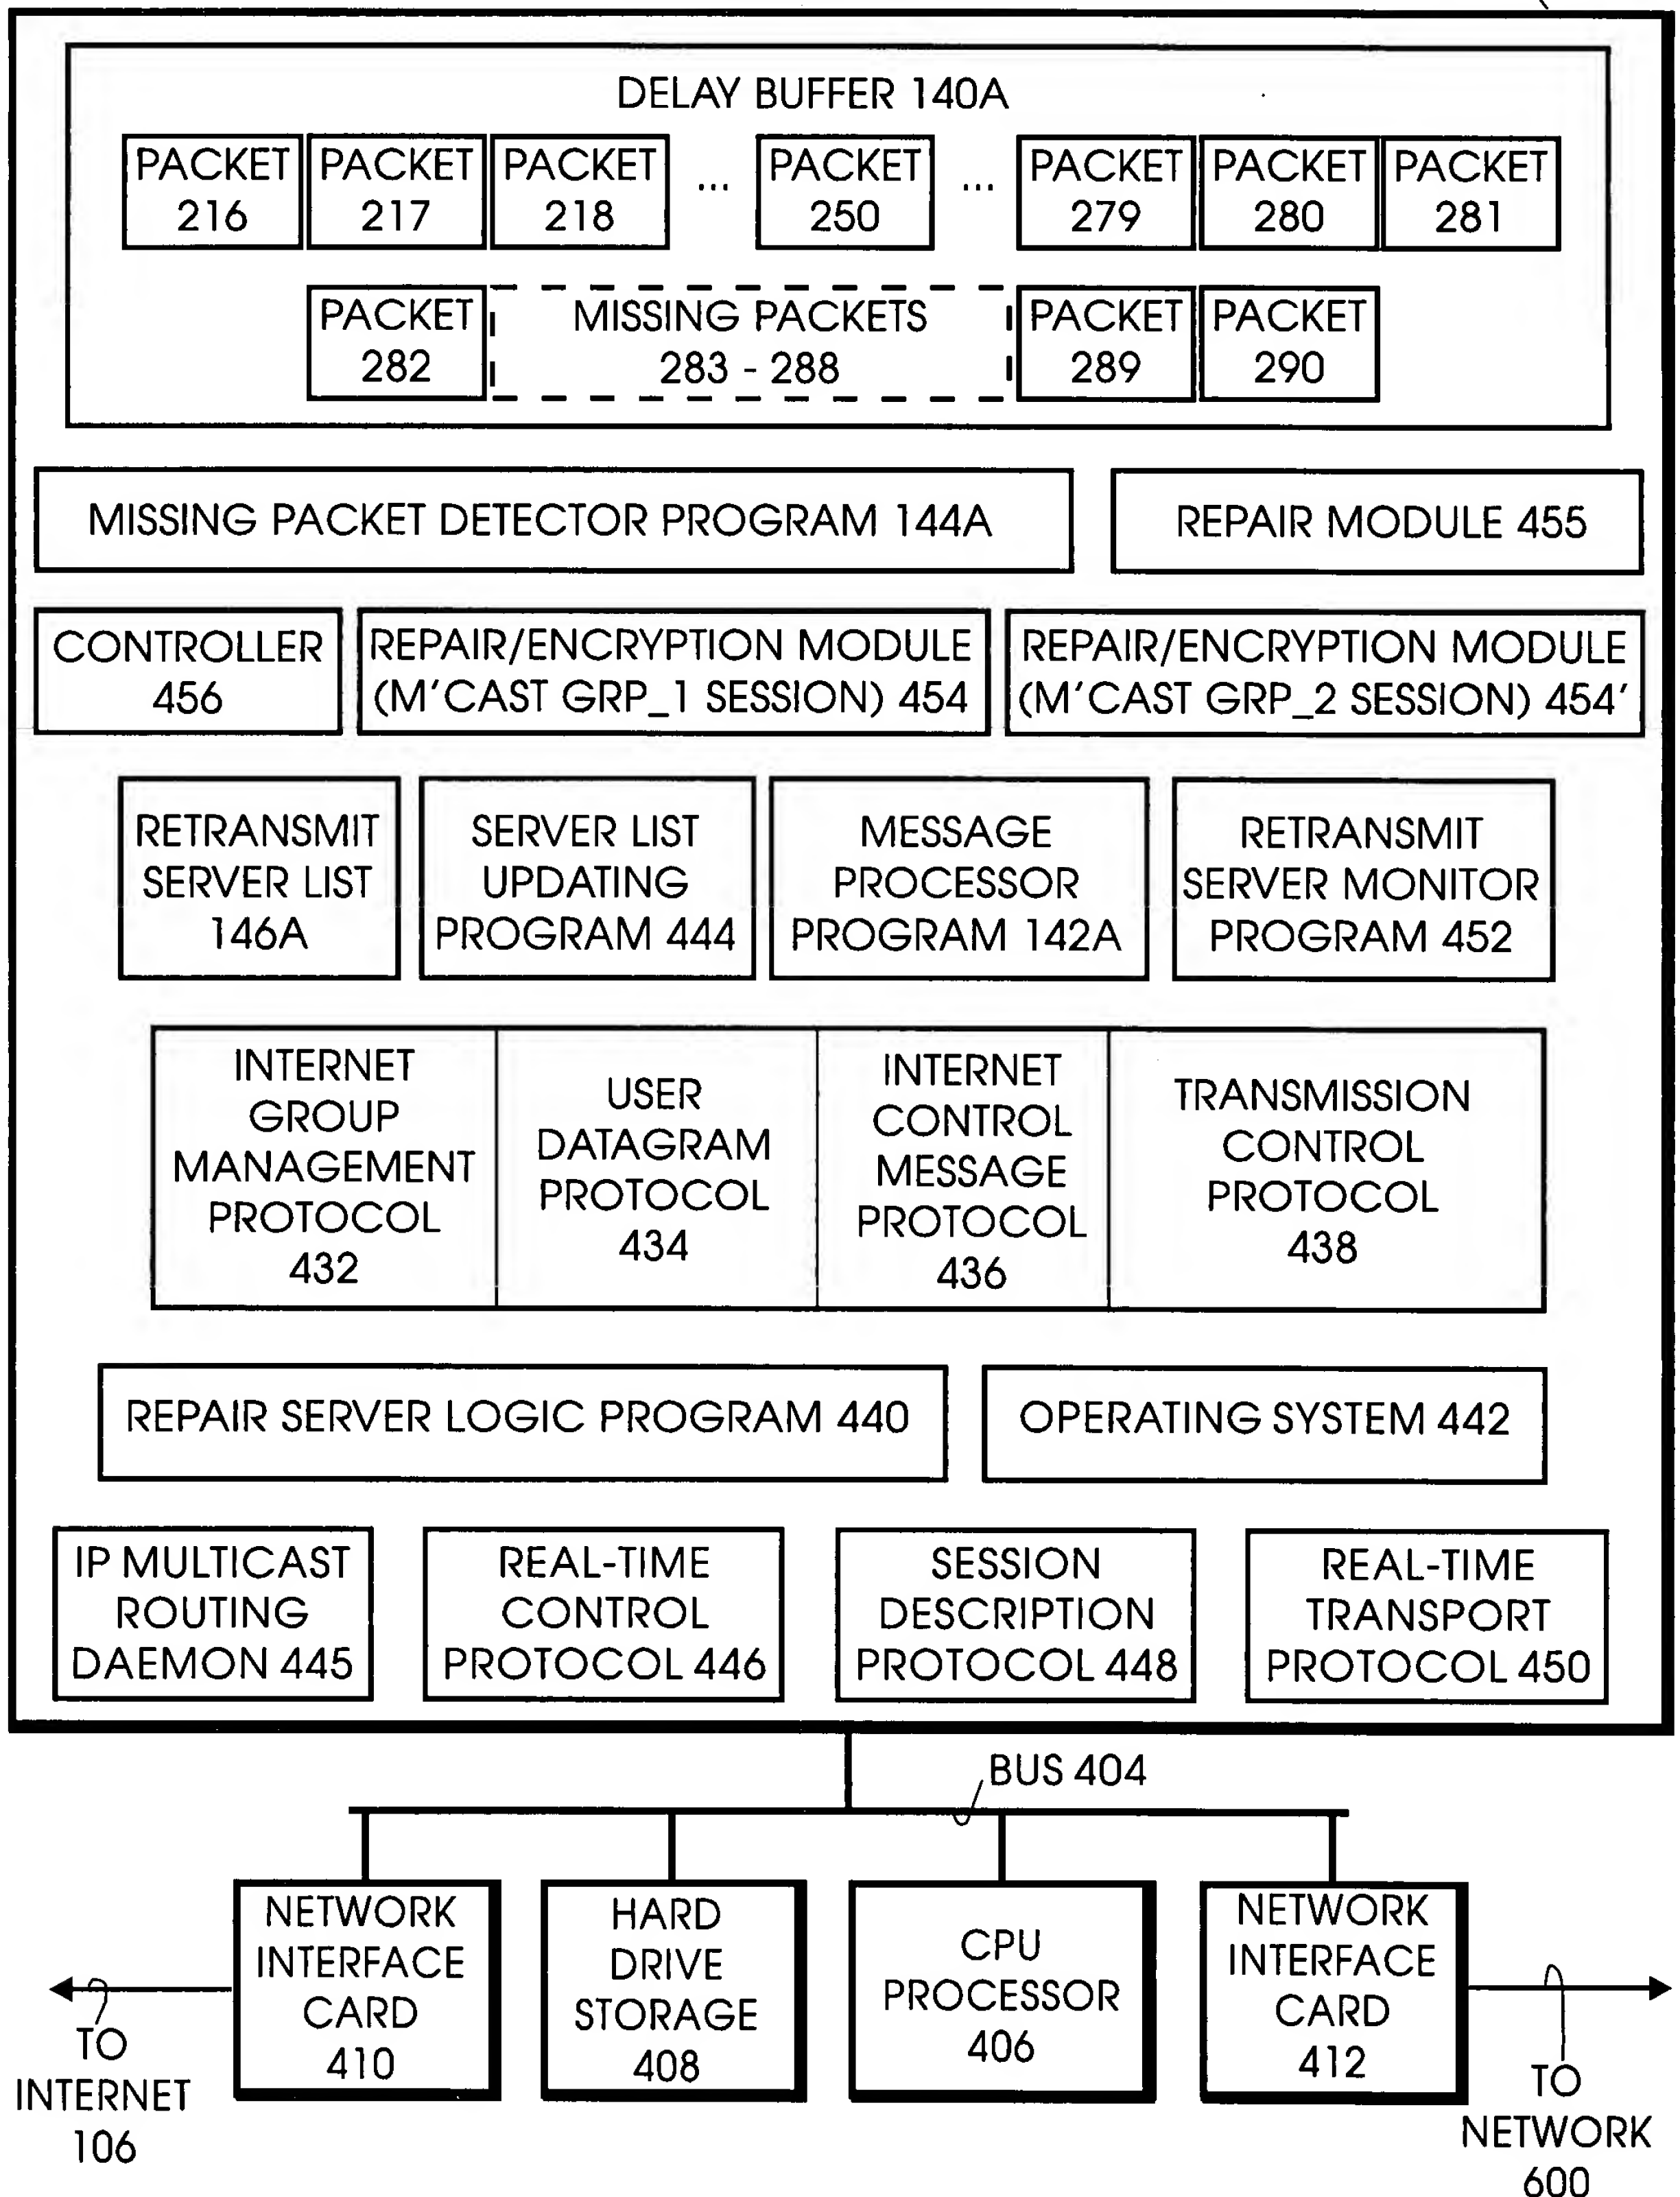 DELAY BUFFER 140A
PACKET 216
PACKET 217
PACKET 218
...
PACKET 250
...
PACKET 279
PACKET 280
PACKET 281
PACKET 282
MISSING PACKETS
283 - 288
PACKET 289
PACKET 290
MISSING PACKET DETECTOR PROGRAM 144A
REPAIR MODULE 455
CONTROLLER
456
REPAIR/ENCRYPTION MODULE
(M'CAST GRP_1 SESSION) 454
REPAIR/ENCRYPTION MODULE
(M'CAST GRP_2 SESSION) 454'
RETRANSMIT
SERVER LIST
146A
SERVER LIST
UPDATING
PROGRAM 444
MESSAGE
PROCESSOR
PROGRAM 142A
RETRANSMIT
SERVER MONITOR
PROGRAM 452
INTERNET
GROUP
MANAGEMENT
PROTOCOL
432
USER
DATAGRAM
PROTOCOL
434
INTERNET
CONTROL
MESSAGE
PROTOCOL
436
TRANSMISSION
CONTROL
PROTOCOL
438
REPAIR SERVER LOGIC PROGRAM 440
OPERATING SYSTEM 442
IP MULTICAST
ROUTING
DAEMON 445
REAL-TIME
CONTROL
PROTOCOL 446
SESSION
DESCRIPTION
PROTOCOL 448
REAL-TIME
TRANSPORT
PROTOCOL 450
BUS 404
NETWORK
INTERFACE
CARD
410
HARD
DRIVE
STORAGE
408
CPU
PROCESSOR
406
NETWORK
INTERFACE
CARD
412
TO
INTERNET
106
TO
NETWORK
600